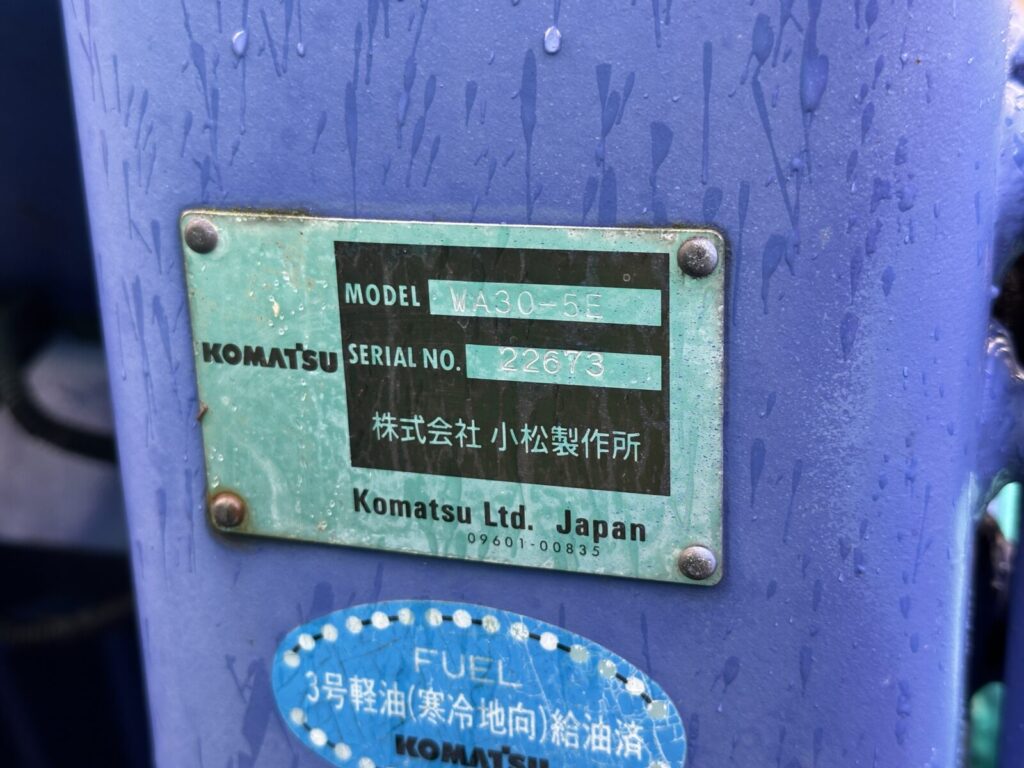 MODEL WA30-5E
KOMATSU
SERIAL NO. 22673
株式会社 小松製作所
Komatsu Ltd. Japan
09601-00835
FUEL
3号軽油(寒冷地向)給油済
KOMATSU